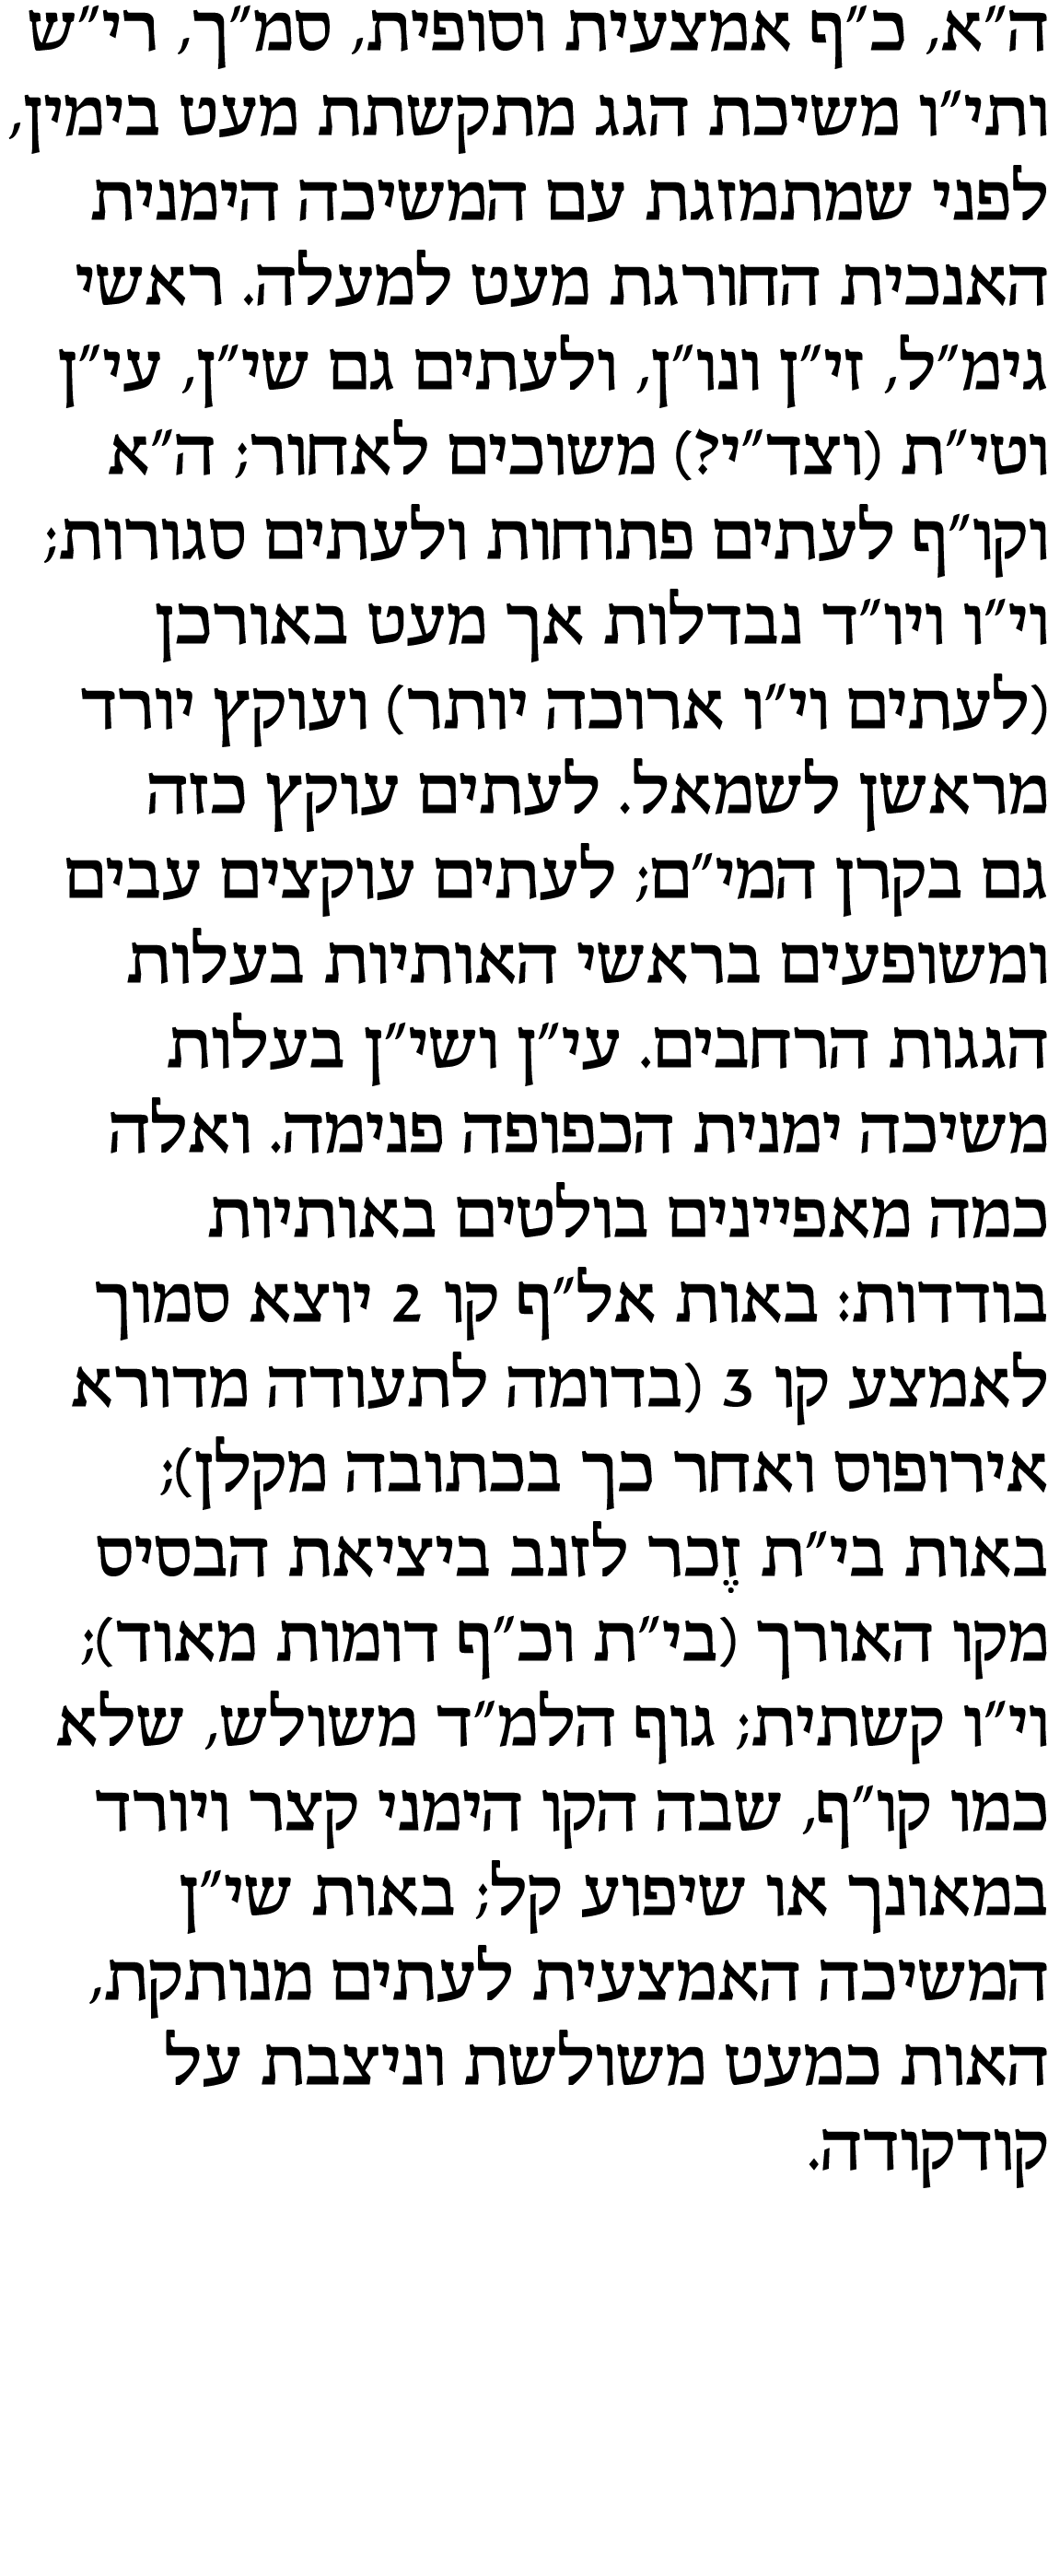 ה״א, כ״ף אמצעית וסופית, סמ״ך, רי״ש
ותי״ו משיכת הגג מתקשתת מעט בימין,
לפני שמתמזגת עם המשיכה הימנית
האנכית החורגת מעט למעלה. ראשי
גימ״ל, זי״ן ונו״ן, ולעתים גם שי״ן, עי״ן
וטי״ת (וצד״י?) משוכים לאחור; ה״א
וקו״ף לעתים פתוחות ולעתים סגורות;
וי״ו ויו״ד נבדלות אך מעט באורכן
(לעתים וי״ו ארוכה יותר) ועוקץ יורד
מראשן לשמאל. לעתים עוקץ כזה
גם בקרן המי״ם; לעתים עוקצים עבים
ומשופעים בראשי האותיות בעלות
הגגות הרחבים. עי״ן ושי״ן בעלות
משיכה ימנית הכפופה פנימה. ואלה
כמה מאפיינים בולטים באותיות
בודדות: באות אל״ף קו 2 יוצא סמוך
לאמצע קו 3 (בדומה לתעודה מדורא
אירופוס ואחר כך בכתובה מקלן);
באות בי״ת זֶכר לזנב ביציאת הבסיס
מקו האורך (בי״ת וכ״ף דומות מאוד);
וי״ו קשתית; גוף הלמ״ד משולש, שלא
כמו קו״ף, שבה הקו הימני קצר ויורד
במאונך או שיפוע קל; באות שי״ן
המשיכה האמצעית לעתים מנותקת,
האות כמעט משולשת וניצבת על
קודקודה.